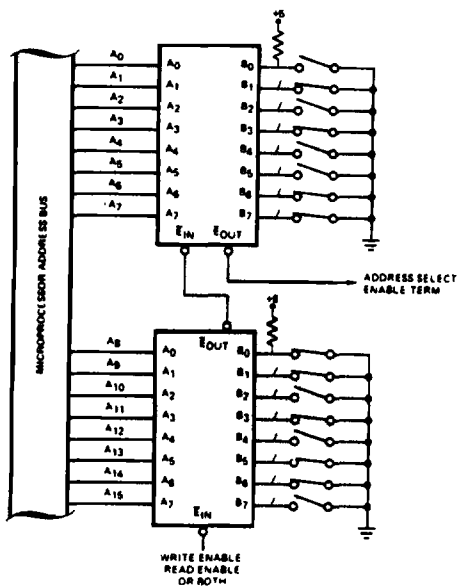 +5
MICROPROCESSOR ADDRESS BUS
A0 A0 B0
A1 A1 B1
A2 A2 B2
A3 A3 B3
A4 A4 B4
A5 A5 B5
A6 A6 B6
A7 A7 B7
EIN EOUT
ADDRESS SELECT
ENABLE TERM
+5
EOUT
A8 A0 B0
A9 A1 B1
A10 A2 B2
A11 A3 B3
A12 A4 B4
A13 A5 B5
A14 A6 B6
A15 A7 B7
EIN
WRITE ENABLE
READ ENABLE
OR BOTH